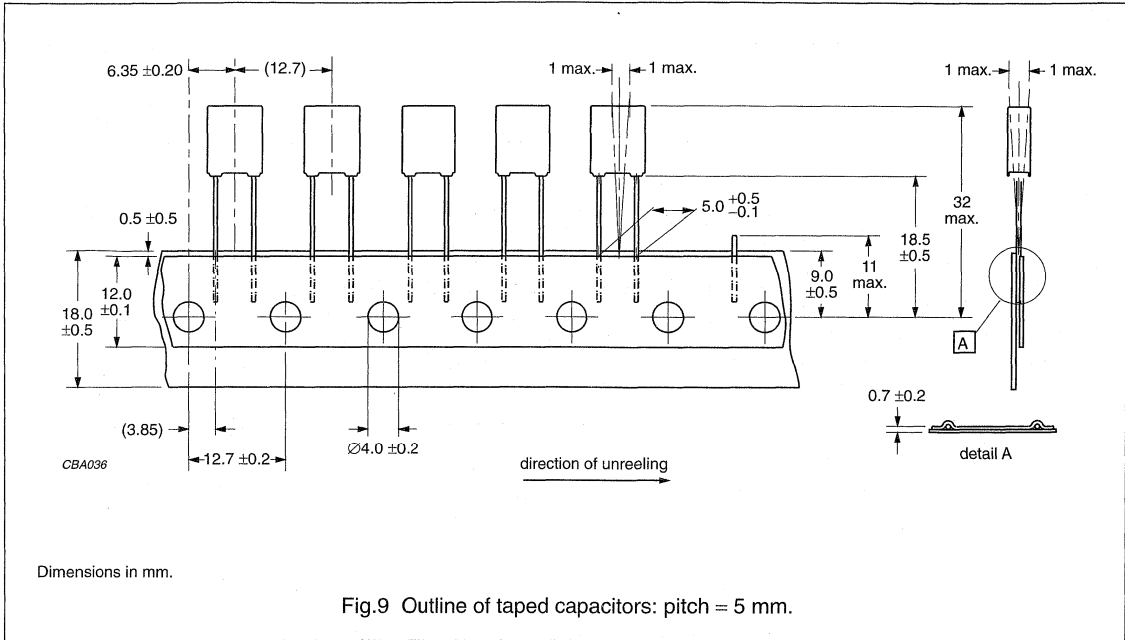 6.35 ±0.20
(12.7)
1 max.
1 max.
1 max.
1 max.
0.5 ±0.5
5.0 +0.5 −0.1
32 max.
18.5 ±0.5
11 max.
9.0 ±0.5
12.0 ±0.1
18.0 ±0.5
A
(3.85)
Ø4.0 ±0.2
12.7 ±0.2
0.7 ±0.2
detail A
CBA036
direction of unreeling
Dimensions in mm.
Fig.9 Outline of taped capacitors: pitch = 5 mm.